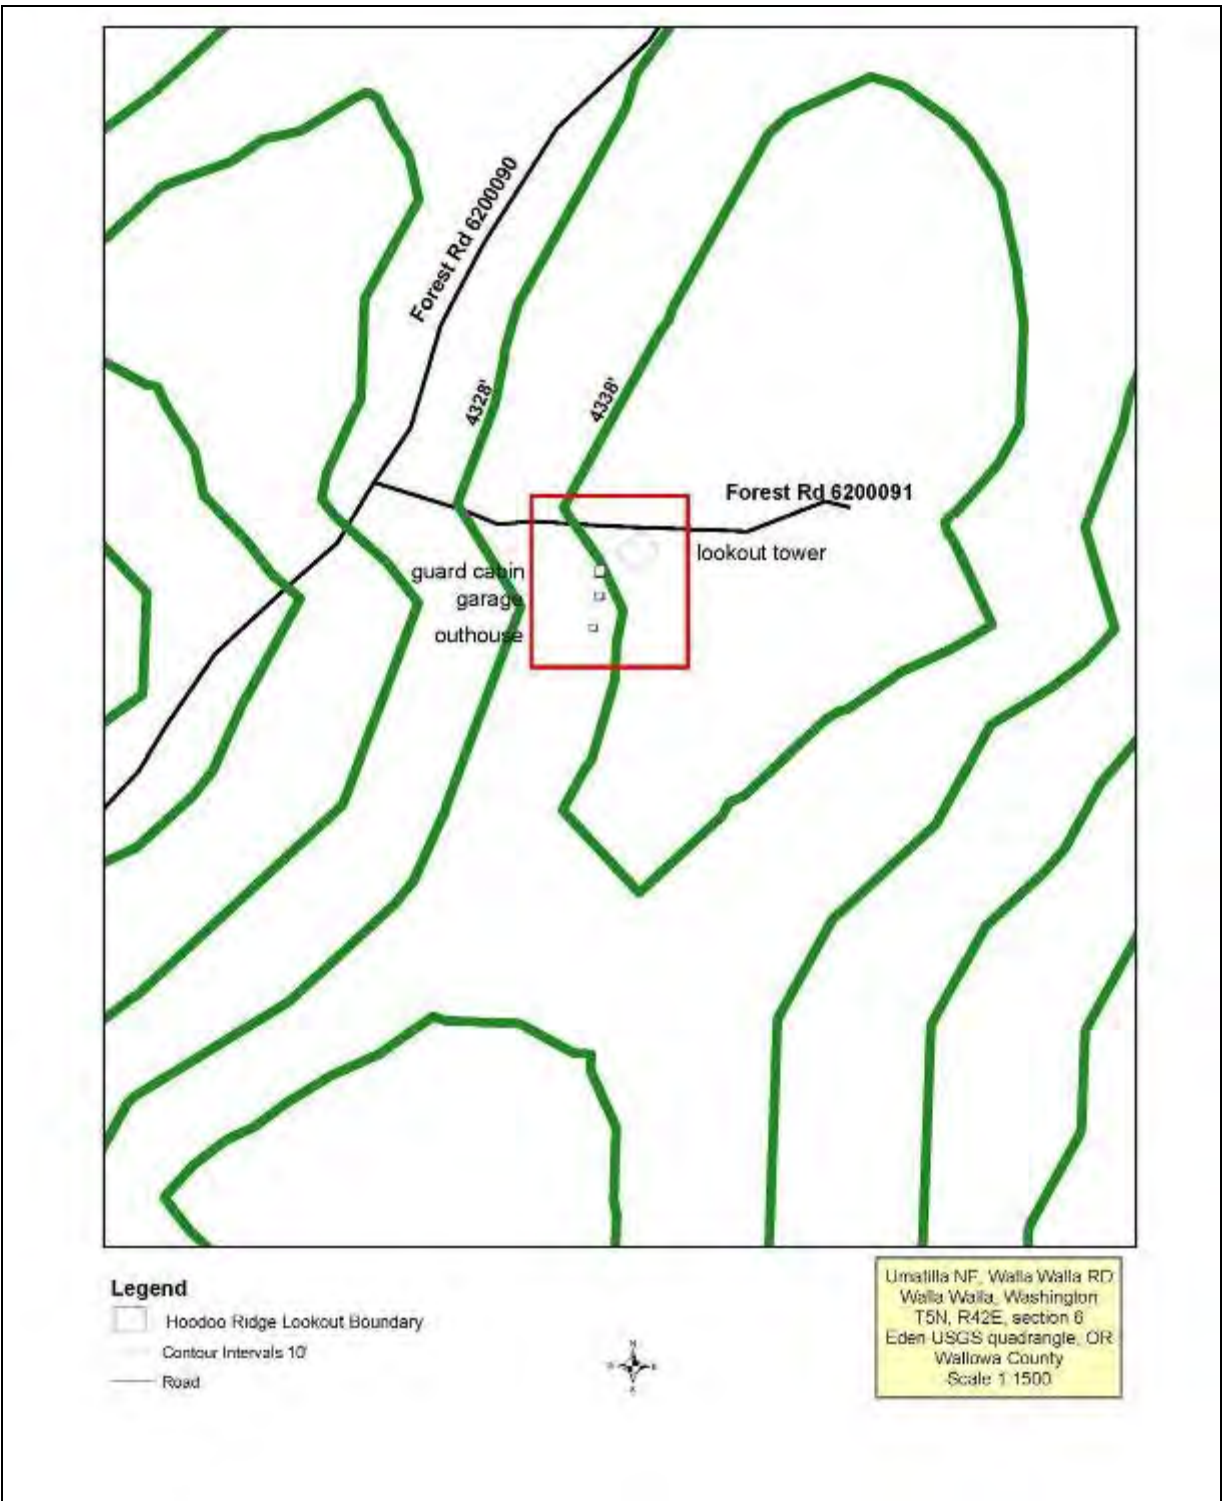 Forest Rd 6200090
4328'
4338'
Forest Rd 6200091
lookout tower
guard cabin
garage
outhouse
Legend
Hoodoo Ridge Lookout Boundary
Contour Intervals 10'
Road
N
Umatilla NF, Walla Walla RD
Walla Walla, Washington
T5N, R42E, section 6
Eden USGS quadrangle, OR
Wallowa County
Scale 1:1500